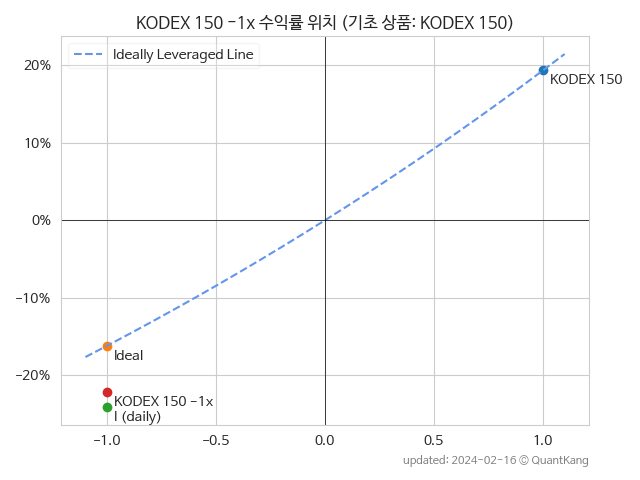 KODEX 150 -1x 수익률 위치 (기초 상품: KODEX 150)
Ideally Leveraged Line
20%
KODEX 150
10%
0%
-10%
Ideal
-20%
KODEX 150 -1x
I (daily)
-1.0 -0.5 0.0 0.5 1.0
updated: 2024-02-16 © QuantKang